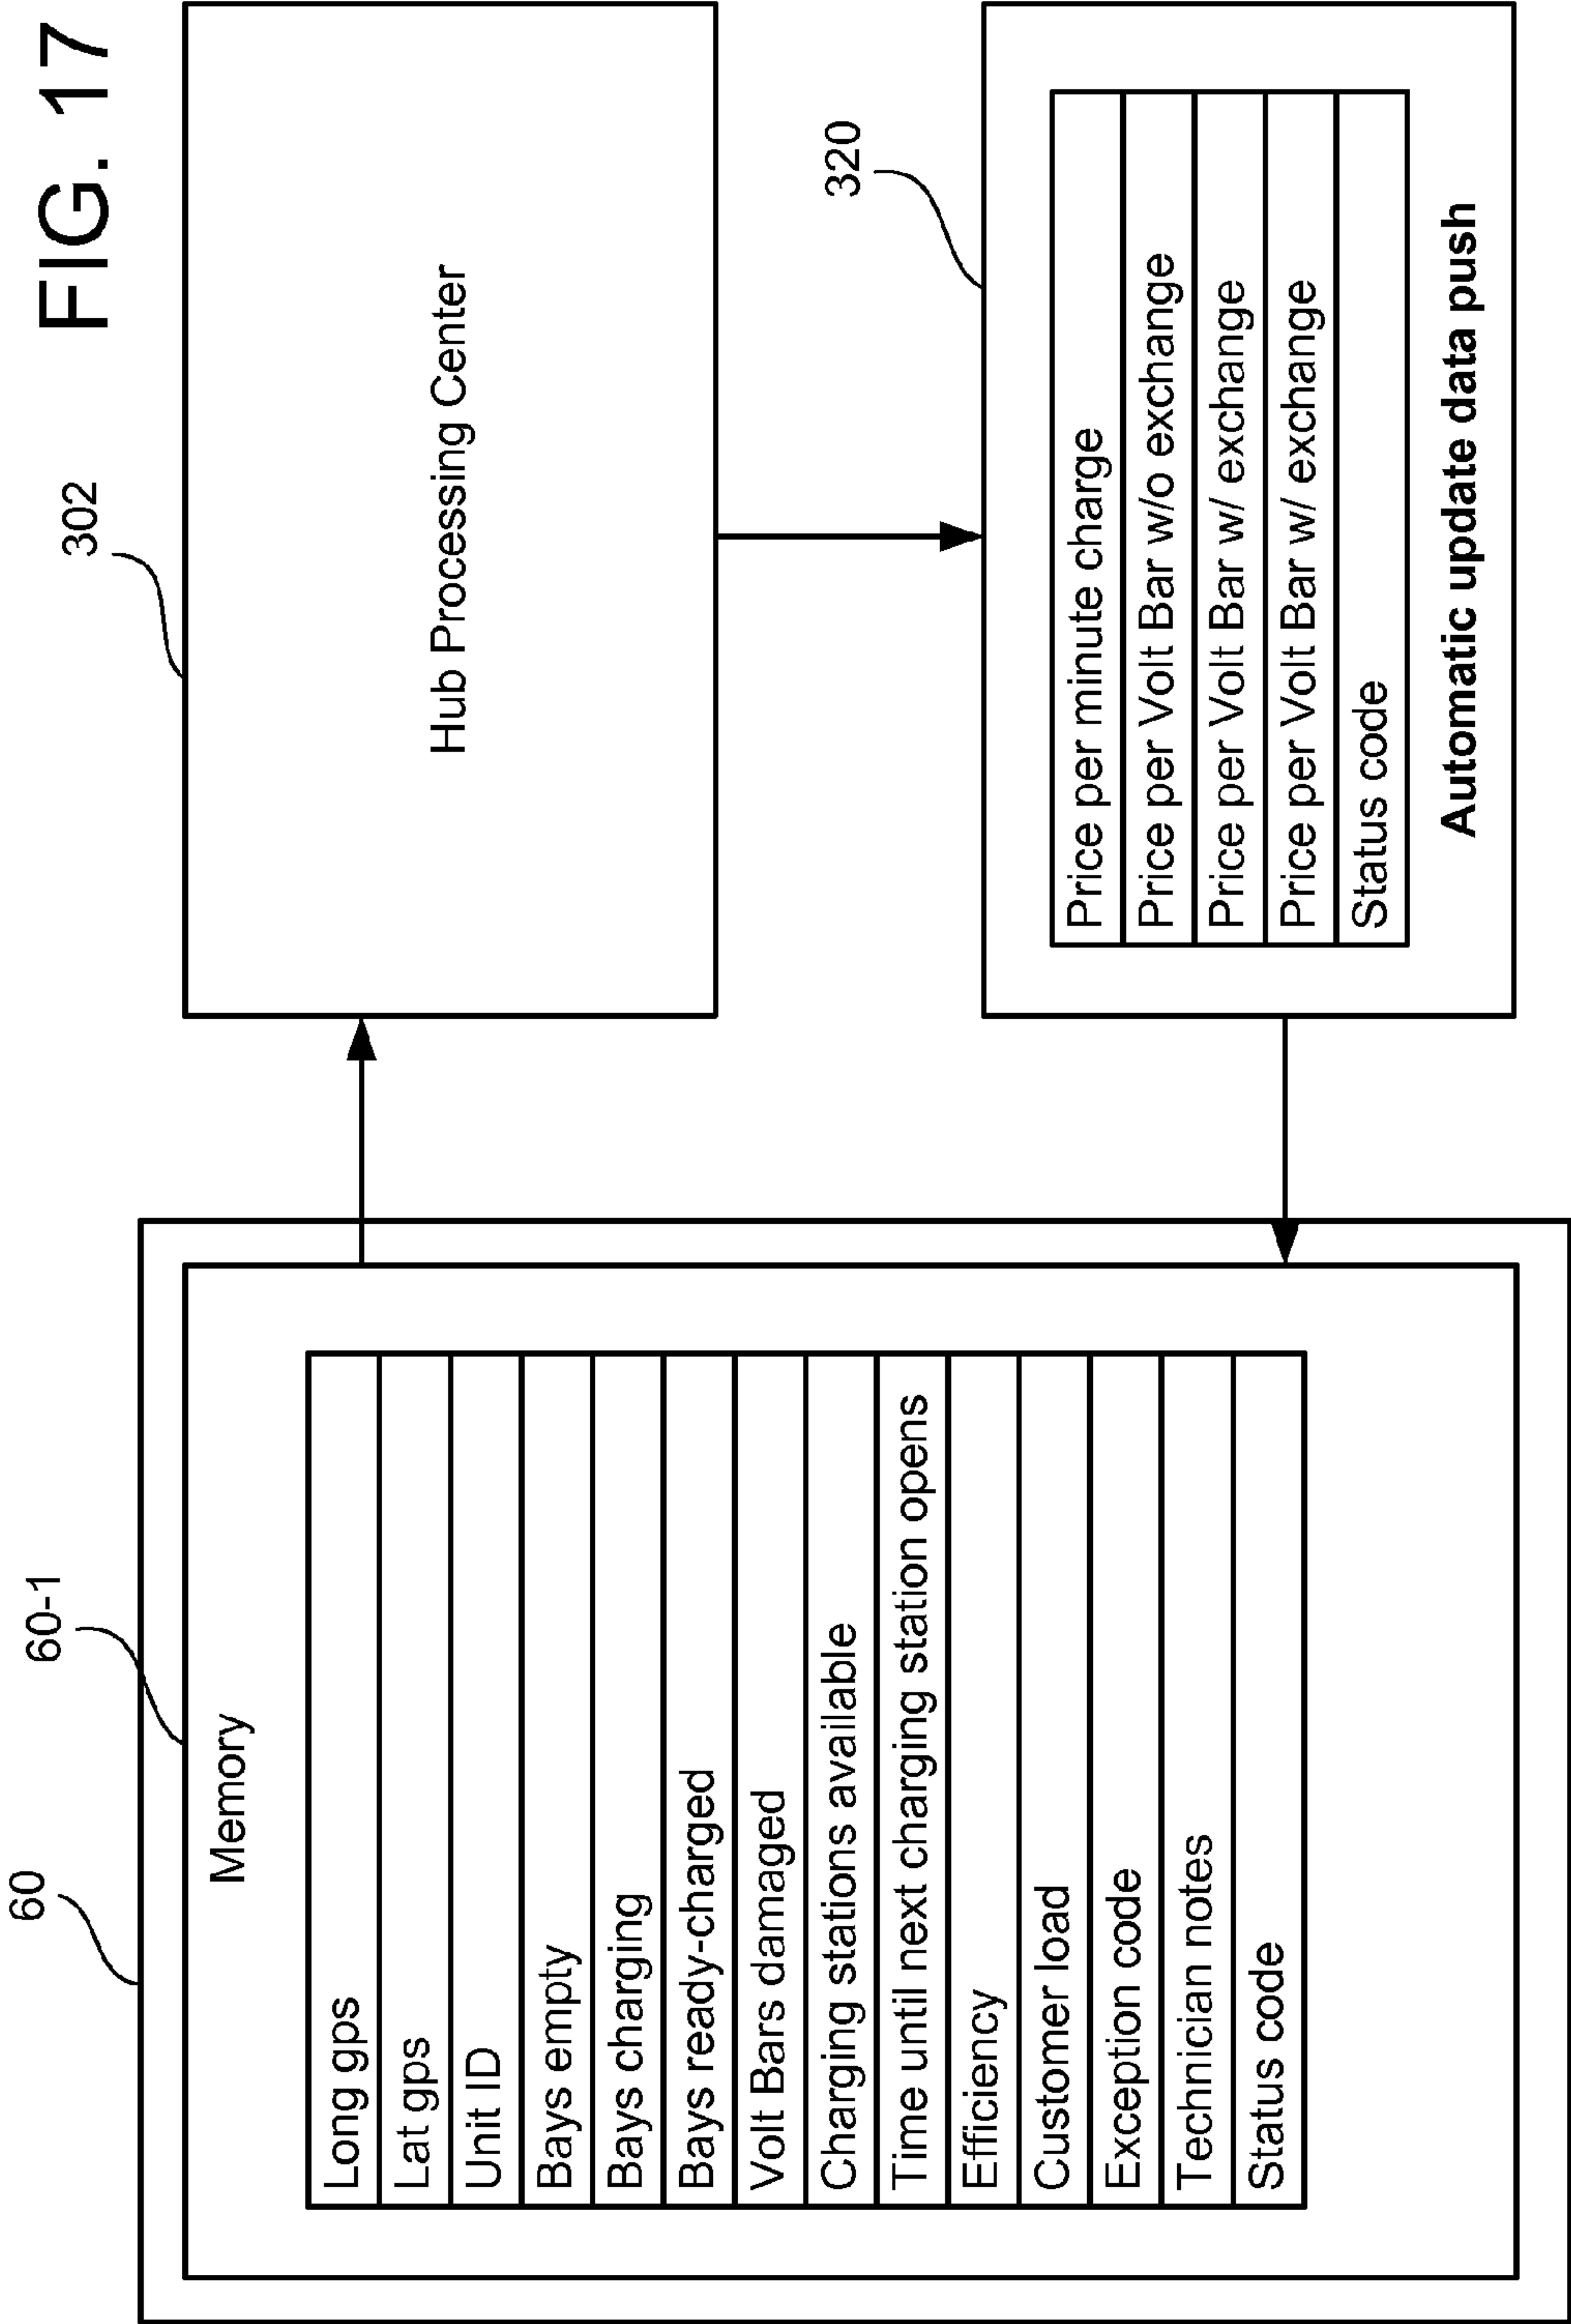 FIG. 17
60
60-1
Memory
Long gps
Lat gps
Unit ID
Bays empty
Bays charging
Bays ready-charged
Volt Bars damaged
Charging stations available
Time until next charging station opens
Efficiency
Customer load
Exception code
Technician notes
Status code
302
Hub Processing Center
320
Price per minute charge
Price per Volt Bar w/o exchange
Price per Volt Bar w/ exchange
Price per Volt Bar w/ exchange
Status code
Automatic update data push